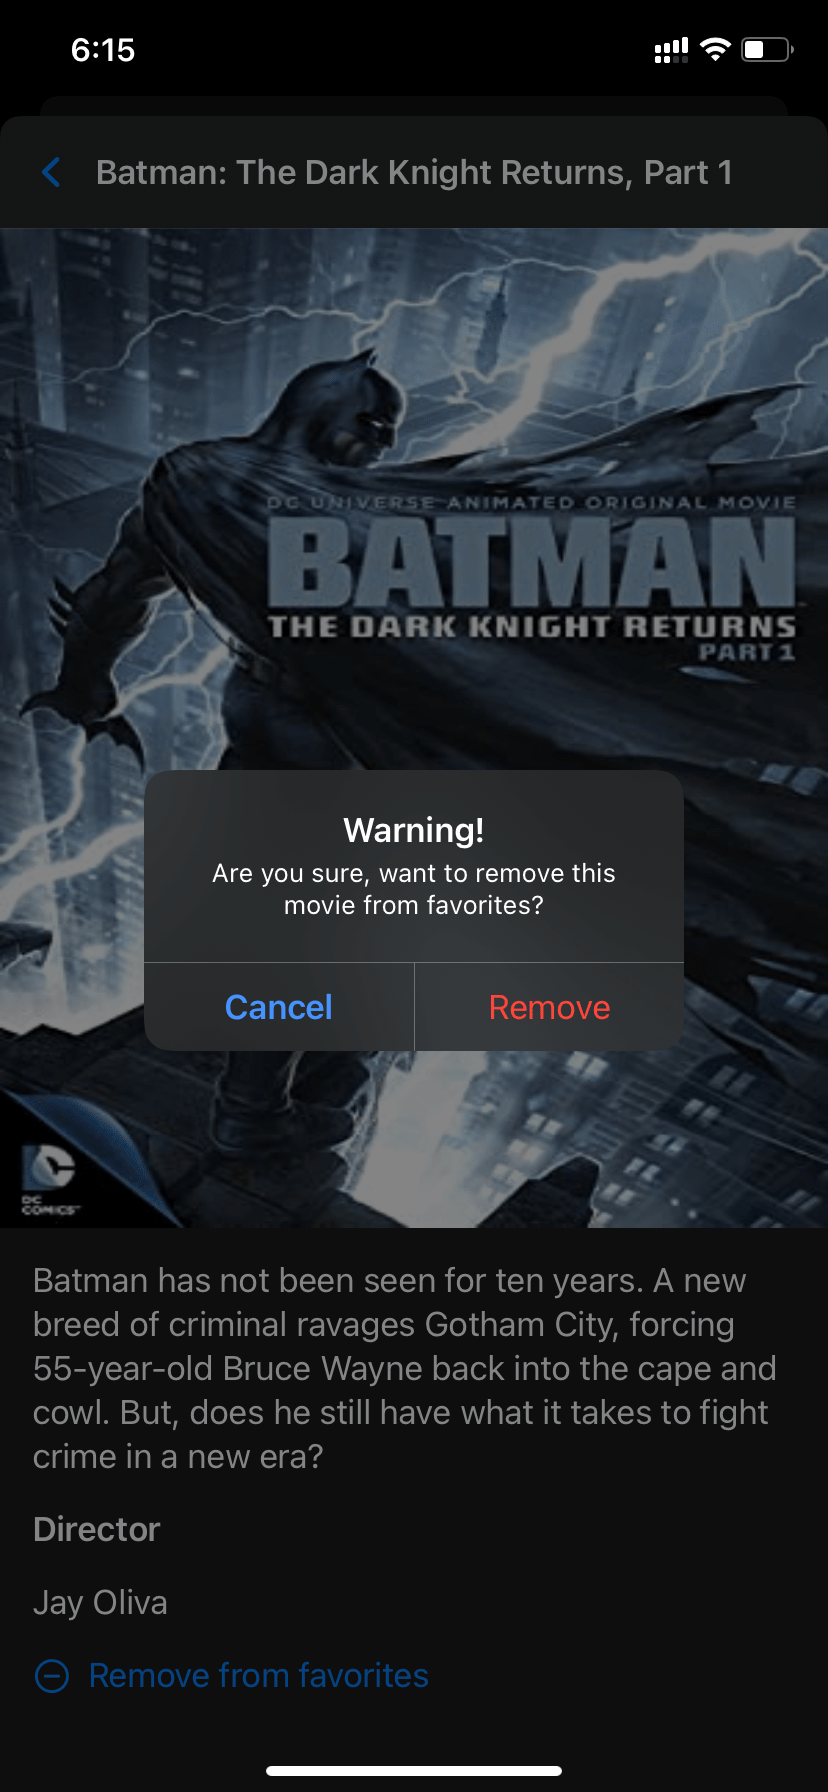 6:15
Batman: The Dark Knight Returns, Part 1
DC UNIVERSE ANIMATED ORIGINAL MOVIE
BATMAN
THE DARK KNIGHT RETURNS
PART 1
Warning!
Are you sure, want to remove this
movie from favorites?
Cancel
Remove
DC
COMICS™
Batman has not been seen for ten years. A new
breed of criminal ravages Gotham City, forcing
55-year-old Bruce Wayne back into the cape and
cowl. But, does he still have what it takes to fight
crime in a new era?
Director
Jay Oliva
Remove from favorites